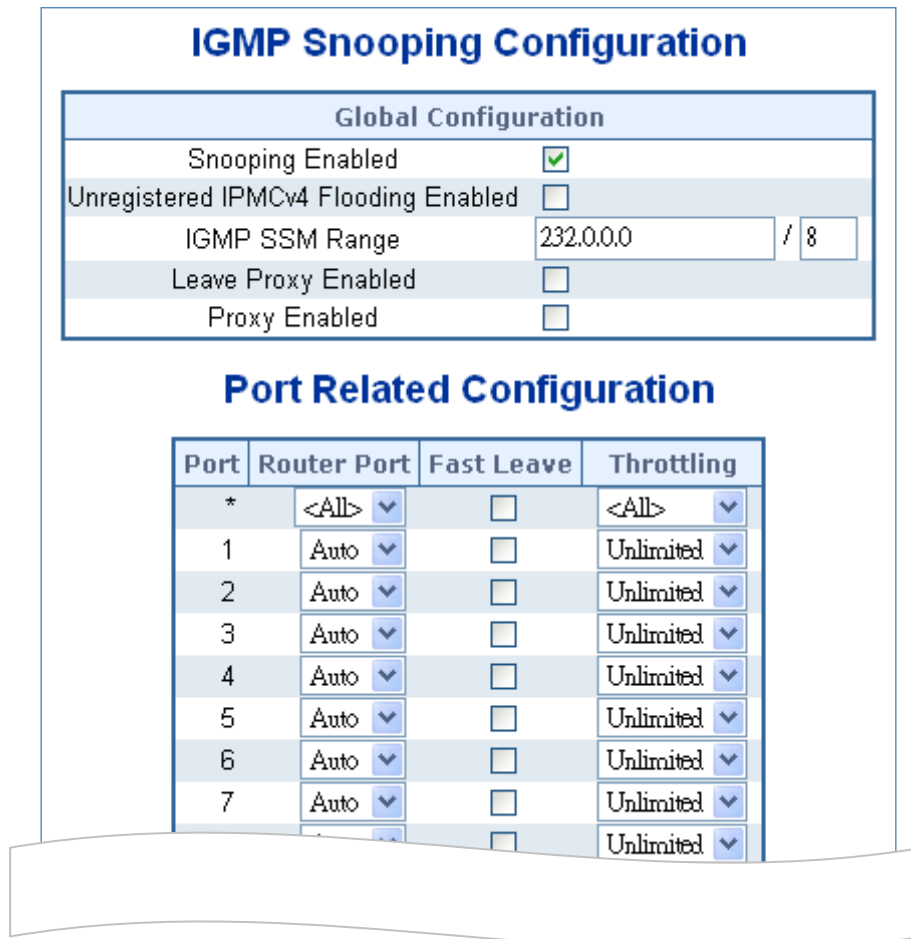 IGMP Snooping Configuration
Global Configuration
Snooping Enabled
Unregistered IPMCv4 Flooding Enabled
IGMP SSM Range 232.0.0.0 / 8
Leave Proxy Enabled
Proxy Enabled
Port Related Configuration
Port Router Port Fast Leave Throttling
* <All> <All>
1 Auto Unlimited
2 Auto Unlimited
3 Auto Unlimited
4 Auto Unlimited
5 Auto Unlimited
6 Auto Unlimited
7 Auto Unlimited
Unlimited